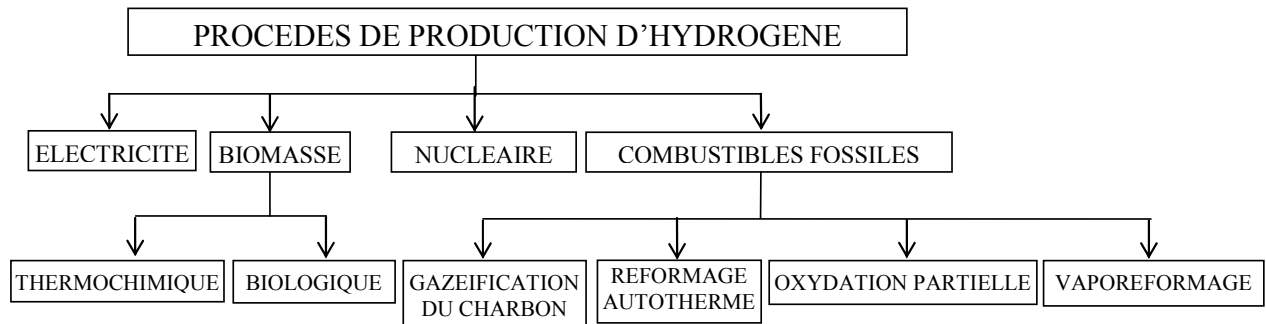 PROCEDES DE PRODUCTION D’HYDROGENE
ELECTRICITE
BIOMASSE
NUCLEAIRE
COMBUSTIBLES FOSSILES
THERMOCHIMIQUE
BIOLOGIQUE
GAZEIFICATION
DU CHARBON
REFORMAGE
AUTOTHERME
OXYDATION PARTIELLE
VAPOREFORMAGE